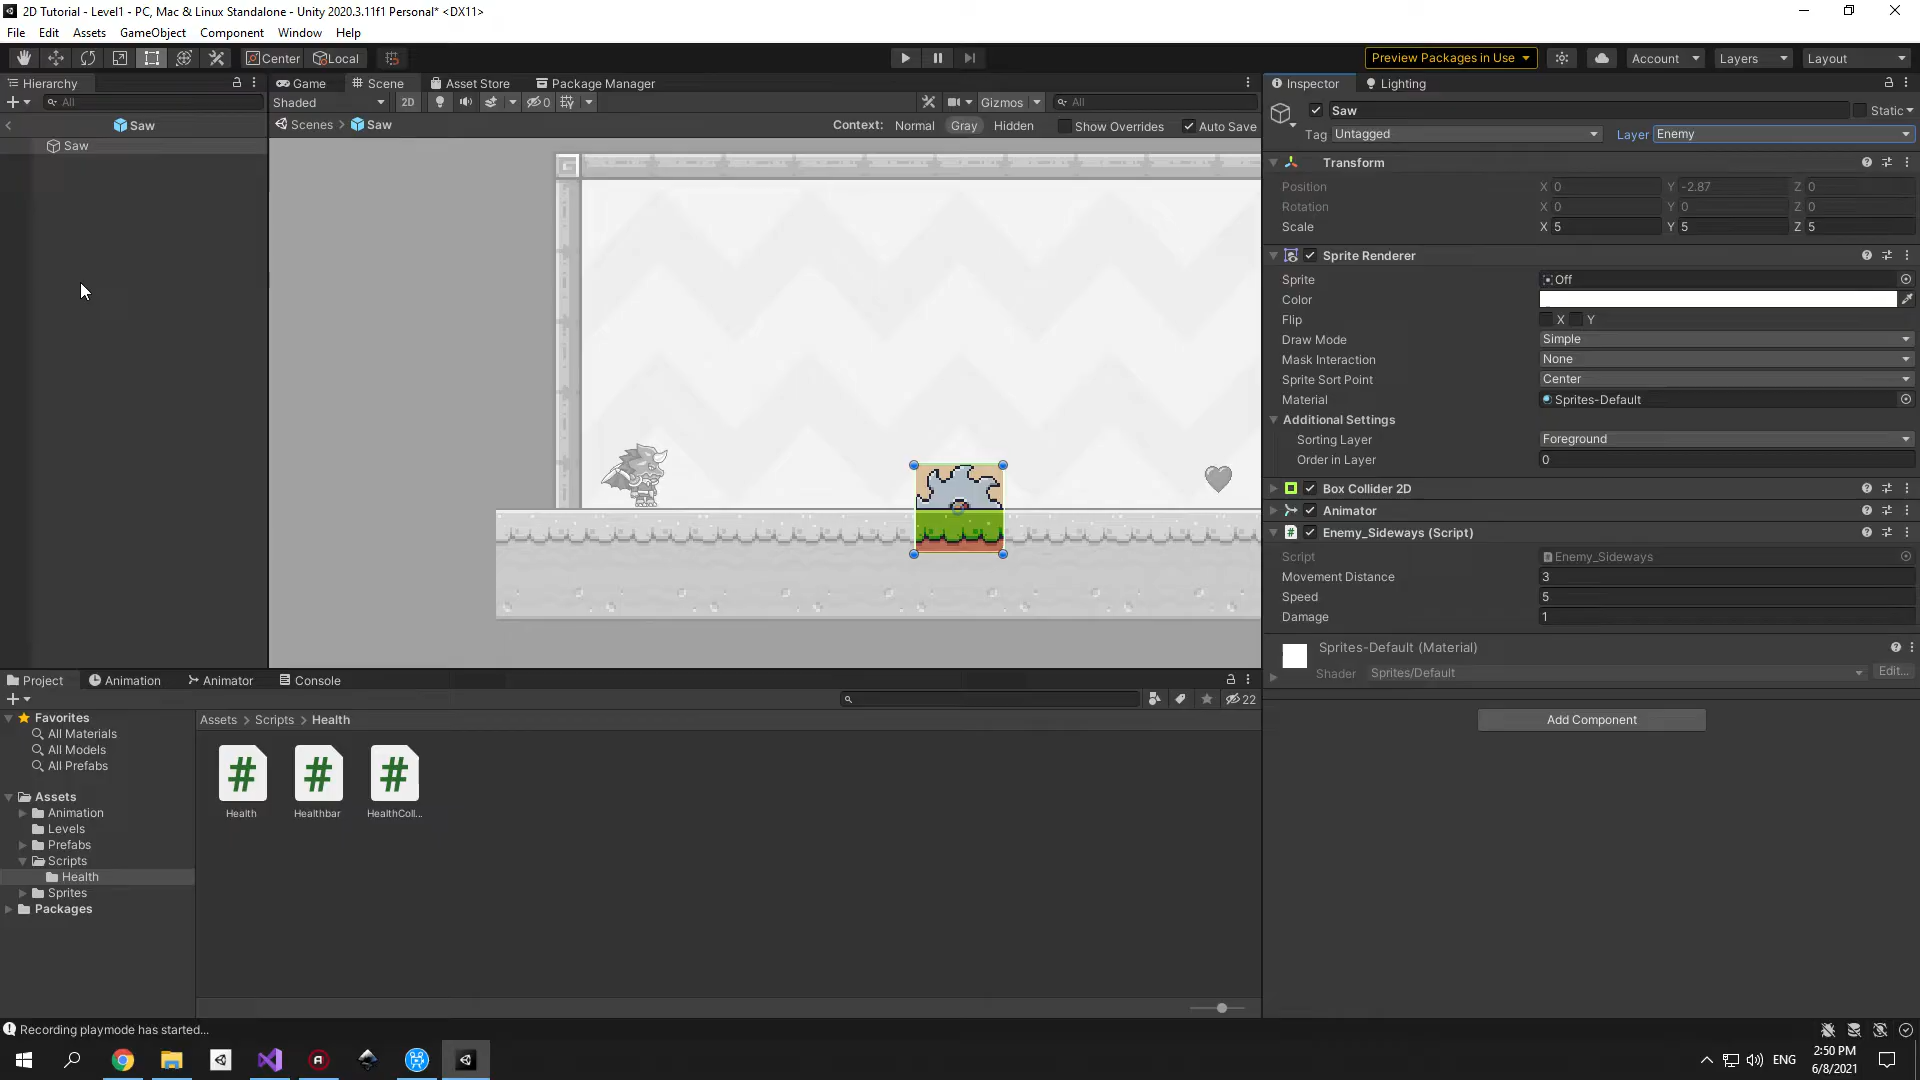 2D Tutorial - Level1 - PC, Mac & Linux Standalone - Unity 2020.3.11f1 Personal* <DX11>
File Edit Assets GameObject Component Window Help
Center Local Preview Packages in Use Account Layers Layout
Hierarchy Game Scene Asset Store Package Manager Inspector Lighting
All Shaded 2D 0 Gizmos All
Saw Static
Saw Scenes > Saw Context: Normal Gray Hidden Show Overrides Auto Save
Tag Untagged Layer Enemy
Saw
Transform
Position X 0 Y -2.87 Z 0
Rotation X 0 Y 0 Z 0
Scale X 5 Y 5 Z 5
Sprite Renderer
Sprite Off
Color
Flip X Y
Draw Mode Simple
Mask Interaction None
Sprite Sort Point Center
Material Sprites-Default
Additional Settings
Sorting Layer Foreground
Order in Layer 0
Box Collider 2D
Animator
Enemy_Sideways (Script)
Script Enemy_Sideways
Movement Distance 3
Speed 5
Damage 1
Sprites-Default (Material)
Shader Sprites/Default Edit...
Add Component
Project Animation Animator Console
22
Favorites
All Materials
All Models
All Prefabs
Assets
Animation
Levels
Prefabs
Scripts
Health
Sprites
Packages
Assets > Scripts > Health
Health Healthbar HealthColl...
Recording playmode has started...
ENG
2:50 PM
6/8/2021